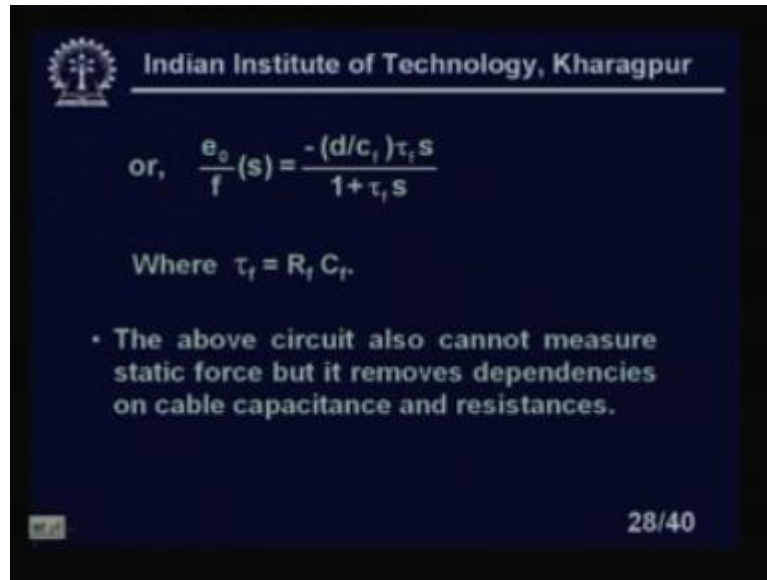 Indian Institute of Technology, Kharagpur
or, e₀/f (s) = -(d/c_f)τ_f s / 1+τ_f s
Where τ_f = R_f C_f.
• The above circuit also cannot measure
static force but it removes dependencies
on cable capacitance and resistances.
28/40